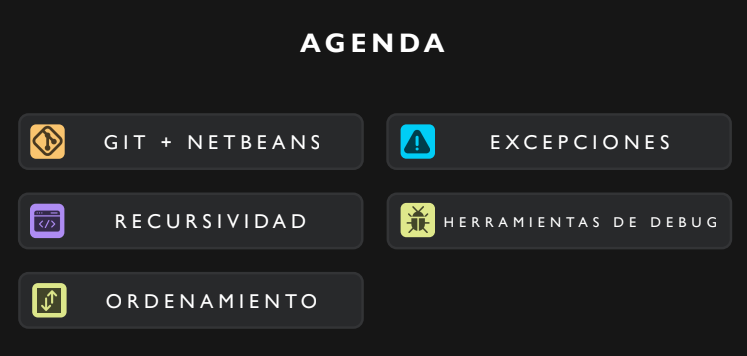 AGENDA
GIT + NETBEANS
EXCEPCIONES
RECURSIVIDAD
HERRAMIENTAS DE DEBUG
ORDENAMIENTO